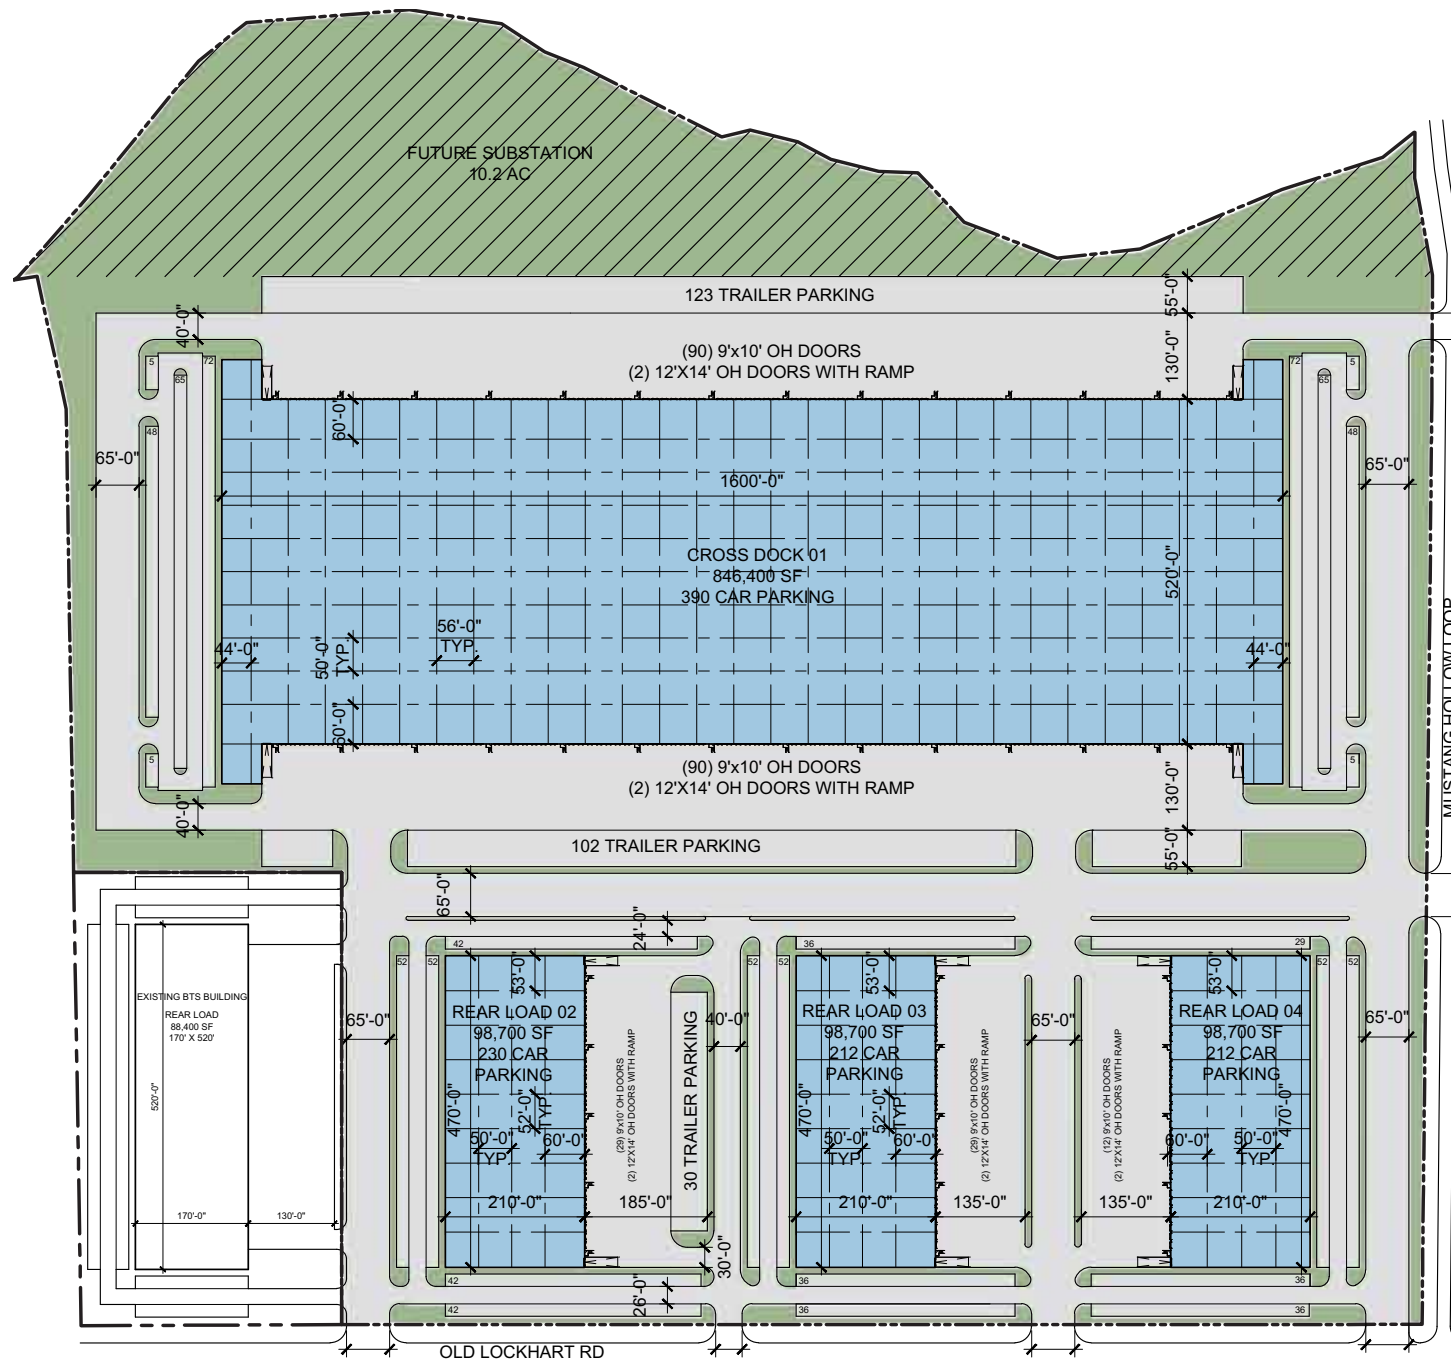 FUTURE SUBSTATION
10.2 AC
123 TRAILER PARKING
55'-0"
40'-0"
130'-0"
(90) 9'x10' OH DOORS
(2) 12'X14' OH DOORS WITH RAMP
5
72
65
72
65
5
60'-0"
48
48
65'-0"
1600'-0"
65'-0"
CROSS DOCK 01
846,400 SF
390 CAR PARKING
520'-0"
56'-0"
TYP.
44'-0"
50'-0"
TYP.
44'-0"
60'-0"
MUSTANG HOLLOW LOOP
5
5
(90) 9'x10' OH DOORS
(2) 12'X14' OH DOORS WITH RAMP
40'-0"
130'-0"
102 TRAILER PARKING
55'-0"
65'-0"
24'-0"
42
36
29
52
52
52
52
52
52
EXISTING BTS BUILDING
REAR LOAD
88,400 SF
170' X 520'
520'-0"
170'-0"
130'-0"
65'-0"
53'-0"
REAR LOAD 02
98,700 SF
230 CAR
PARKING
470'-0"
52'-0"
TYP.
50'-0"
TYP.
60'-0"
210'-0"
(29) 9'x10' OH DOORS
(2) 12'X14' OH DOORS WITH RAMP
185'-0"
30 TRAILER PARKING
40'-0"
30'-0"
53'-0"
REAR LOAD 03
98,700 SF
212 CAR
PARKING
470'-0"
52'-0"
TYP.
50'-0"
TYP.
60'-0"
210'-0"
(29) 9'x10' OH DOORS
(2) 12'X14' OH DOORS WITH RAMP
135'-0"
65'-0"
(12) 9'x10' OH DOORS
(2) 12'X14' OH DOORS WITH RAMP
135'-0"
53'-0"
REAR LOAD 04
98,700 SF
212 CAR
PARKING
470'-0"
60'-0"
50'-0"
TYP.
210'-0"
65'-0"
42
36
36
26'-0"
42
36
36
OLD LOCKHART RD